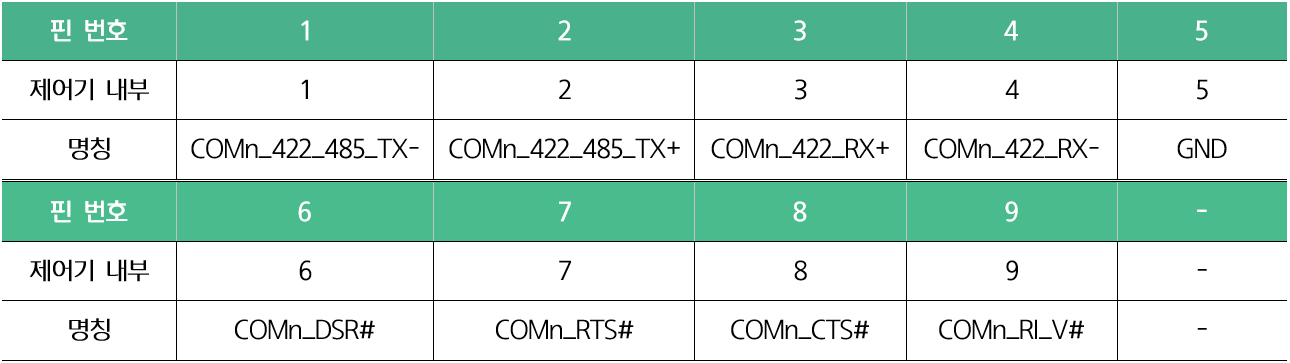 핀 번호 1 2 3 4 5
제어기 내부 1 2 3 4 5
명칭 COMn_422_485_TX- COMn_422_485_TX+ COMn_422_RX+ COMn_422_RX- GND
핀 번호 6 7 8 9 -
제어기 내부 6 7 8 9 -
명칭 COMn_DSR# COMn_RTS# COMn_CTS# COMn_RI_V# -